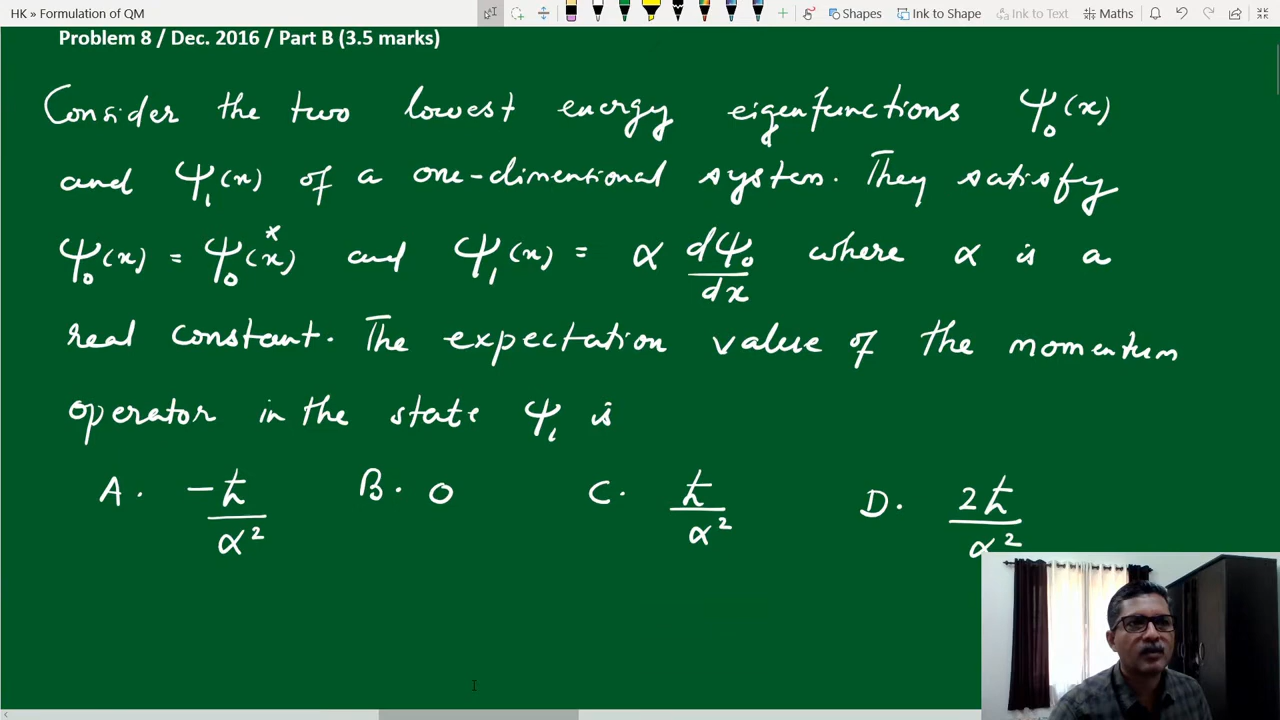 HK » Formulation of QM
Shapes Ink to Shape Ink to Text Maths
Problem 8 / Dec. 2016 / Part B (3.5 marks)
Consider the two lowest energy eigenfunctions Ψ₀(x)
and Ψ₁(x) of a one-dimentional system. They satisfy
Ψ₀(x) = Ψ₀(x*) and Ψ₁(x) = α dΨ₀/dx where α is a
real constant. The expectation value of the momentum
operator in the state Ψ₁ is
A. -ħ/α² B. 0 C. ħ/α² D. 2ħ/α²